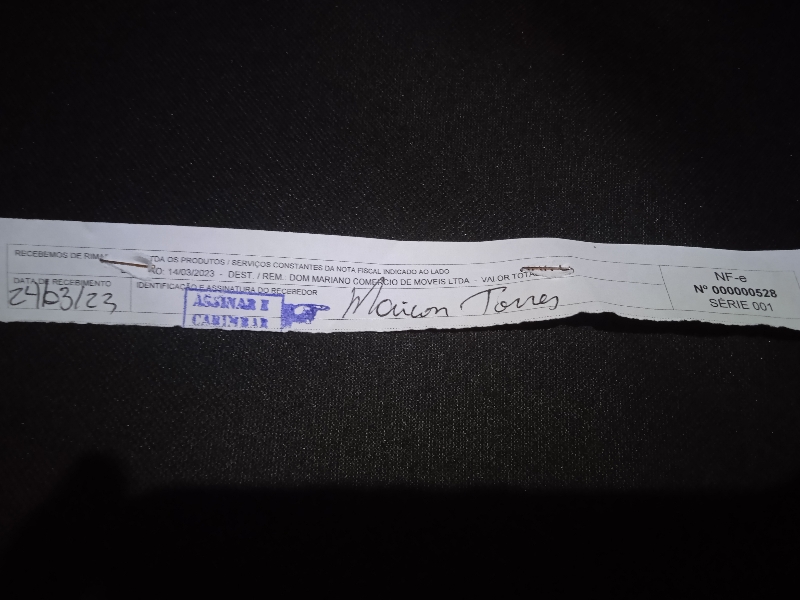 RECEBEMOS DE RIMA LTDA OS PRODUTOS / SERVIÇOS CONSTANTES DA NOTA FISCAL INDICADO AO LADO
14/03/2023 - DEST. / REM. DOM MARIANO COMERCIO DE MOVEIS LTDA - VALOR TOTAL
DATA DE RECEBIMENTO
24/03/23
IDENTIFICAÇÃO E ASSINATURA DO RECEBEDOR
ASSINAR E
CARIMBAR
Maicon Torres
NF-e
Nº 000000528
SÉRIE 001